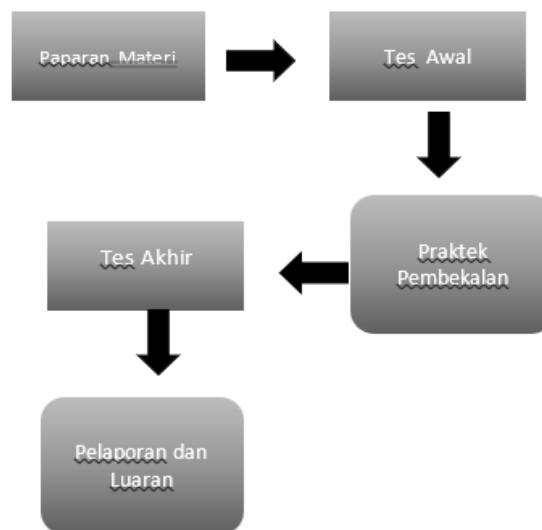 Paparan Materi
Tes Awal
Praktek
Pembekalan
Tes Akhir
Pelaporan dan
Luaran